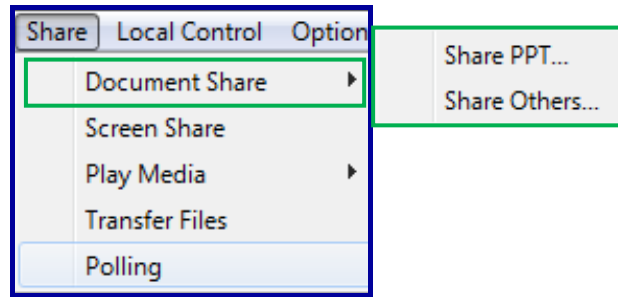 Share Local Control Option
Document Share
Screen Share
Play Media
Transfer Files
Polling
Share PPT...
Share Others...